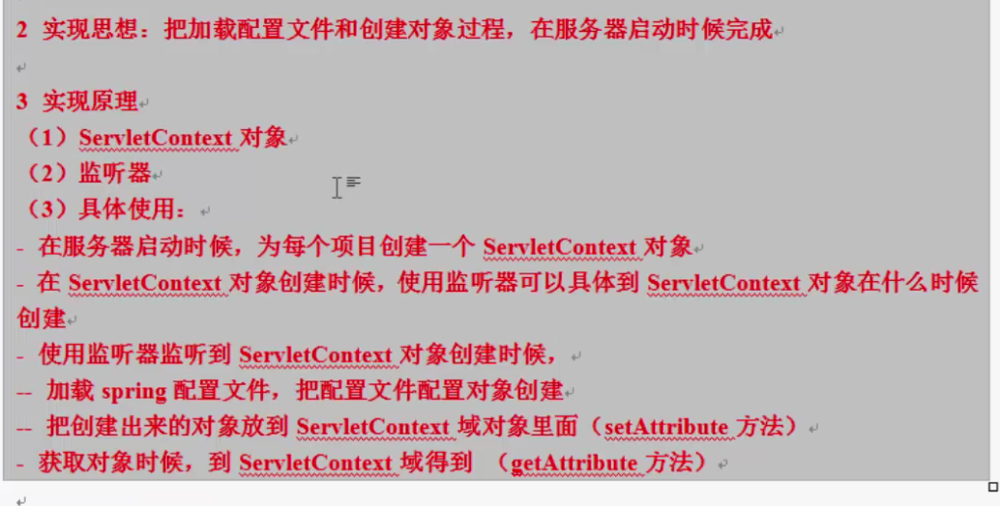 2 实现思想：把加载配置文件和创建对象过程，在服务器启动时候完成
3 实现原理
（1）ServletContext 对象
（2）监听器
（3）具体使用：
- 在服务器启动时候，为每个项目创建一个 ServletContext 对象
- 在 ServletContext 对象创建时候，使用监听器可以具体到 ServletContext 对象在什么时候
创建
- 使用监听器监听到 ServletContext 对象创建时候，
-- 加载 spring 配置文件，把配置文件配置对象创建
-- 把创建出来的对象放到 ServletContext 域对象里面（setAttribute 方法）
- 获取对象时候，到 ServletContext 域得到 （getAttribute 方法）